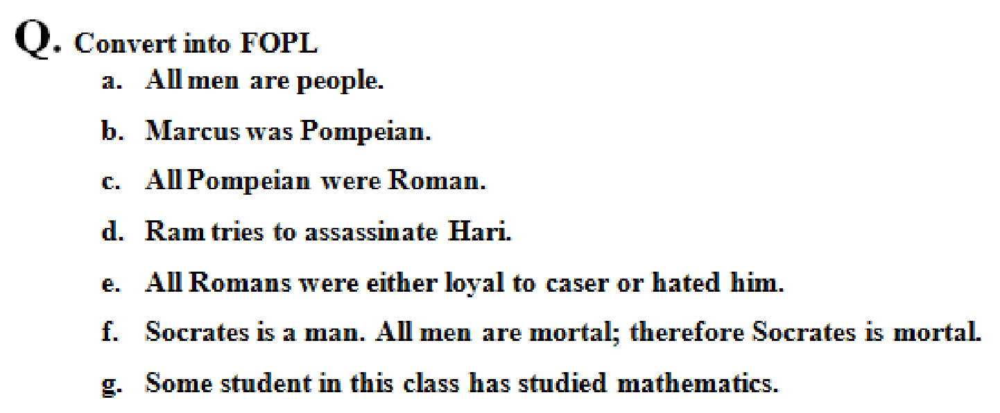 Q. Convert into FOPL
a. All men are people.
b. Marcus was Pompeian.
c. All Pompeian were Roman.
d. Ram tries to assassinate Hari.
e. All Romans were either loyal to caser or hated him.
f. Socrates is a man. All men are mortal; therefore Socrates is mortal.
g. Some student in this class has studied mathematics.